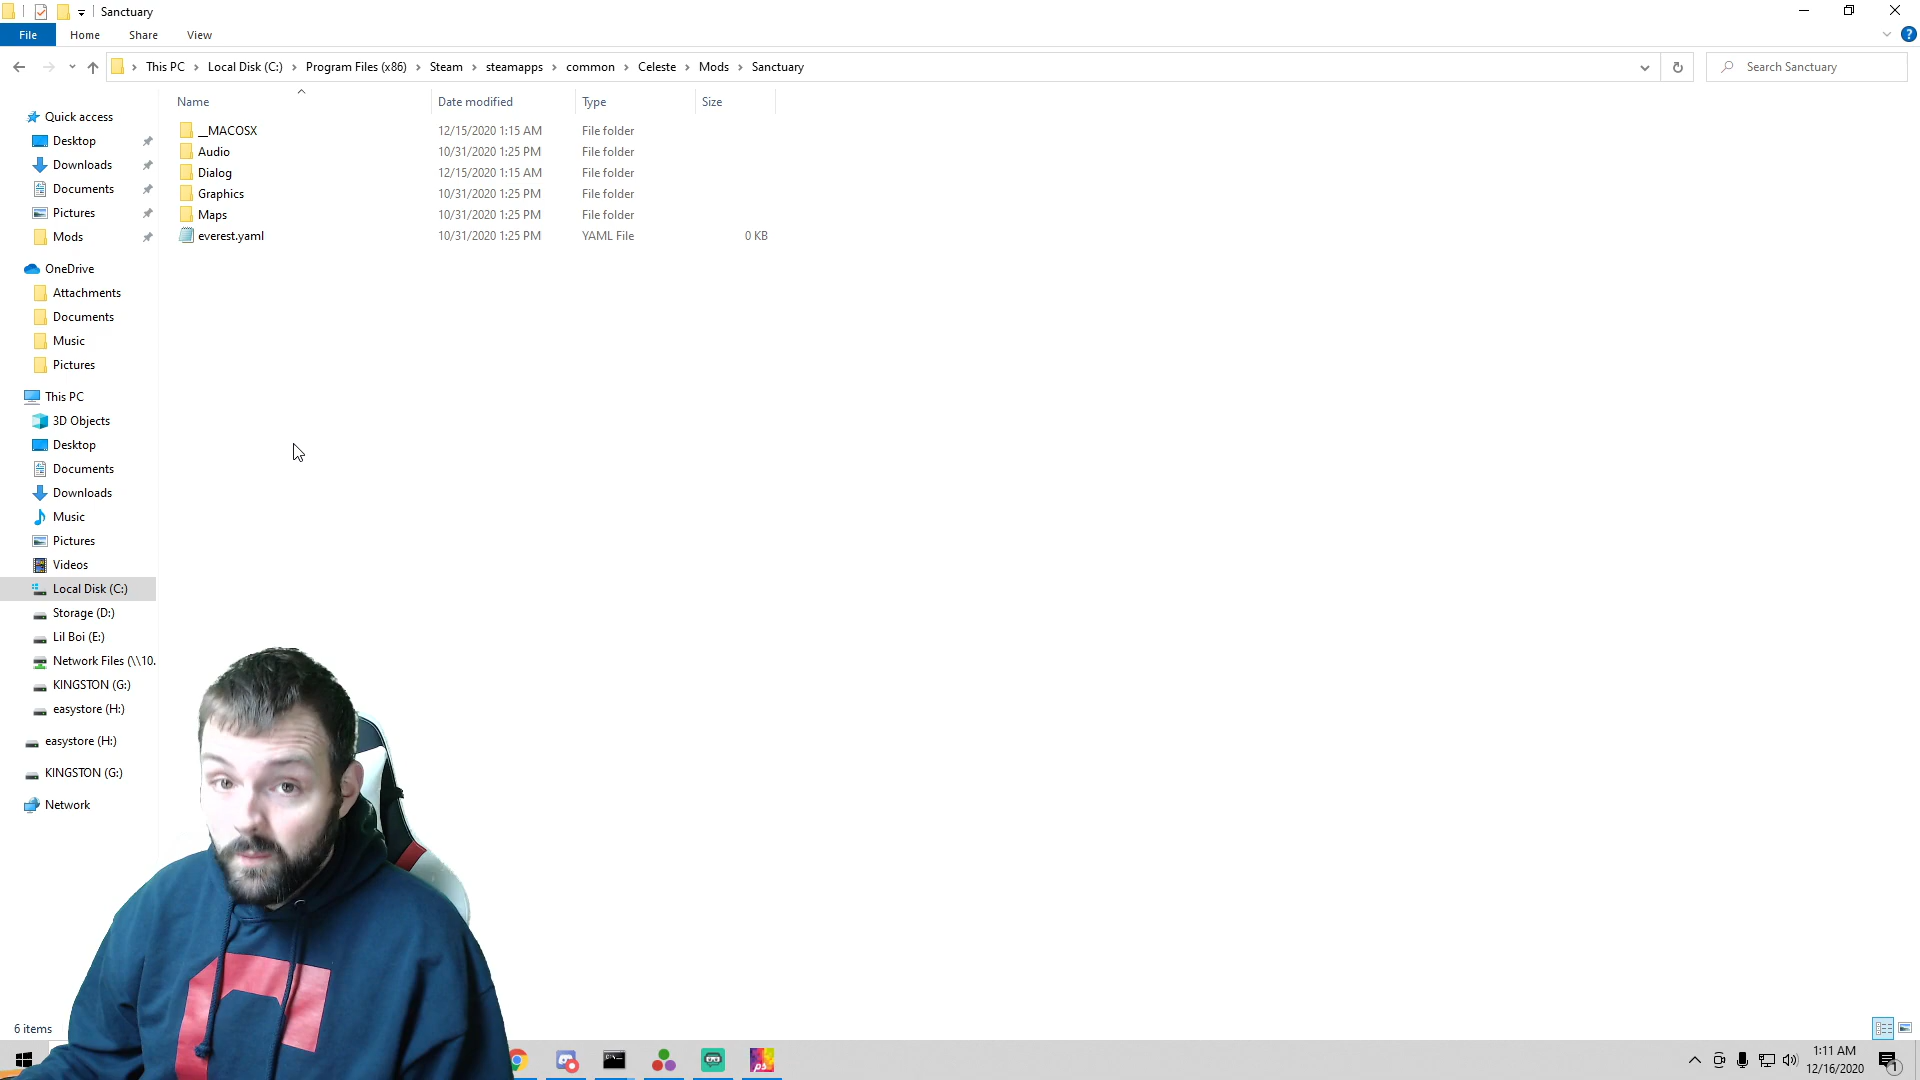 Sanctuary
File Home Share View
This PC Local Disk (C:) Program Files (x86) Steam steamapps common Celeste Mods Sanctuary
Search Sanctuary
Name Date modified Type Size
__MACOSX 12/15/2020 1:15 AM File folder
Audio 10/31/2020 1:25 PM File folder
Dialog 12/15/2020 1:15 AM File folder
Graphics 10/31/2020 1:25 PM File folder
Maps 10/31/2020 1:25 PM File folder
everest.yaml 10/31/2020 1:25 PM YAML File 0 KB
Quick access
Desktop
Downloads
Documents
Pictures
Mods
OneDrive
Attachments
Documents
Music
Pictures
This PC
3D Objects
Desktop
Documents
Downloads
Music
Pictures
Videos
Local Disk (C:)
Storage (D:)
Lil Boi (E:)
Network Files (\\10.
KINGSTON (G:)
easystore (H:)
easystore (H:)
KINGSTON (G:)
Network
6 items
1:11 AM
12/16/2020
1